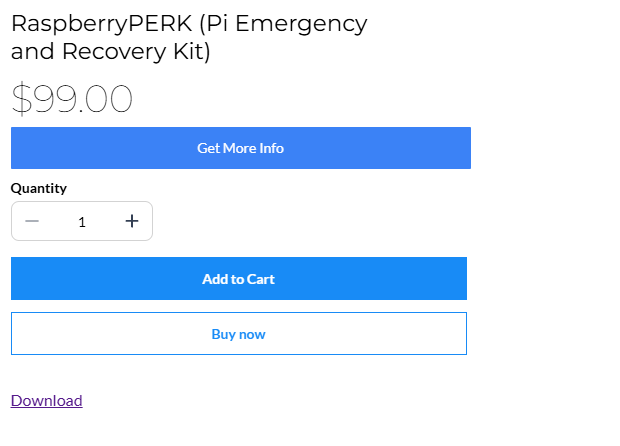 RaspberryPERK (Pi Emergency
and Recovery Kit)
$99.00
Get More Info
Quantity
1
Add to Cart
Buy now
Download